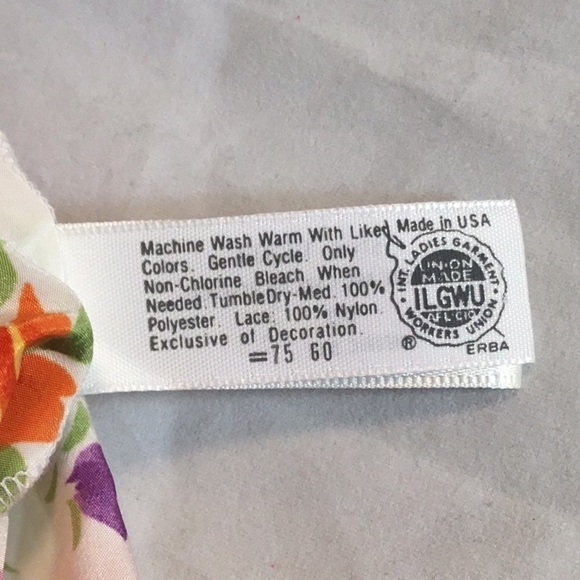 Machine Wash Warm With Liked
Colors. Gentle Cycle. Only
Non-Chlorine Bleach When
Needed. Tumble Dry-Med. 100%
Polyester. Lace. 100% Nylon.
Exclusive of Decoration.
=75 60
Made in USA
INT. LADIES GARMENT
WORKERS UNION
UNION
MADE
ILGWU
AFL CIO
®
ERBA